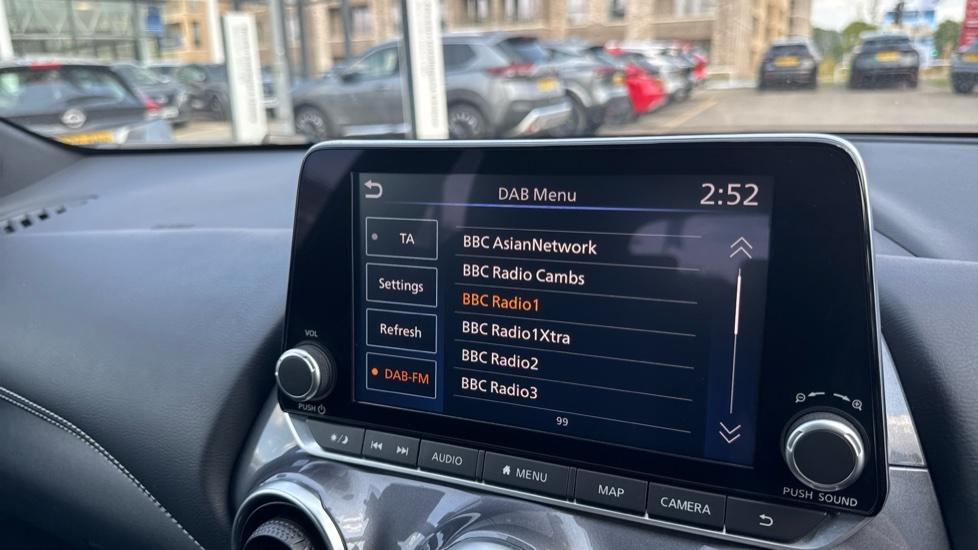 DAB Menu
2:52
TA
Settings
Refresh
DAB-FM
BBC AsianNetwork
BBC Radio Cambs
BBC Radio1
BBC Radio1Xtra
BBC Radio2
BBC Radio3
99
VOL
PUSH
PUSH SOUND
AUDIO
MENU
MAP
CAMERA